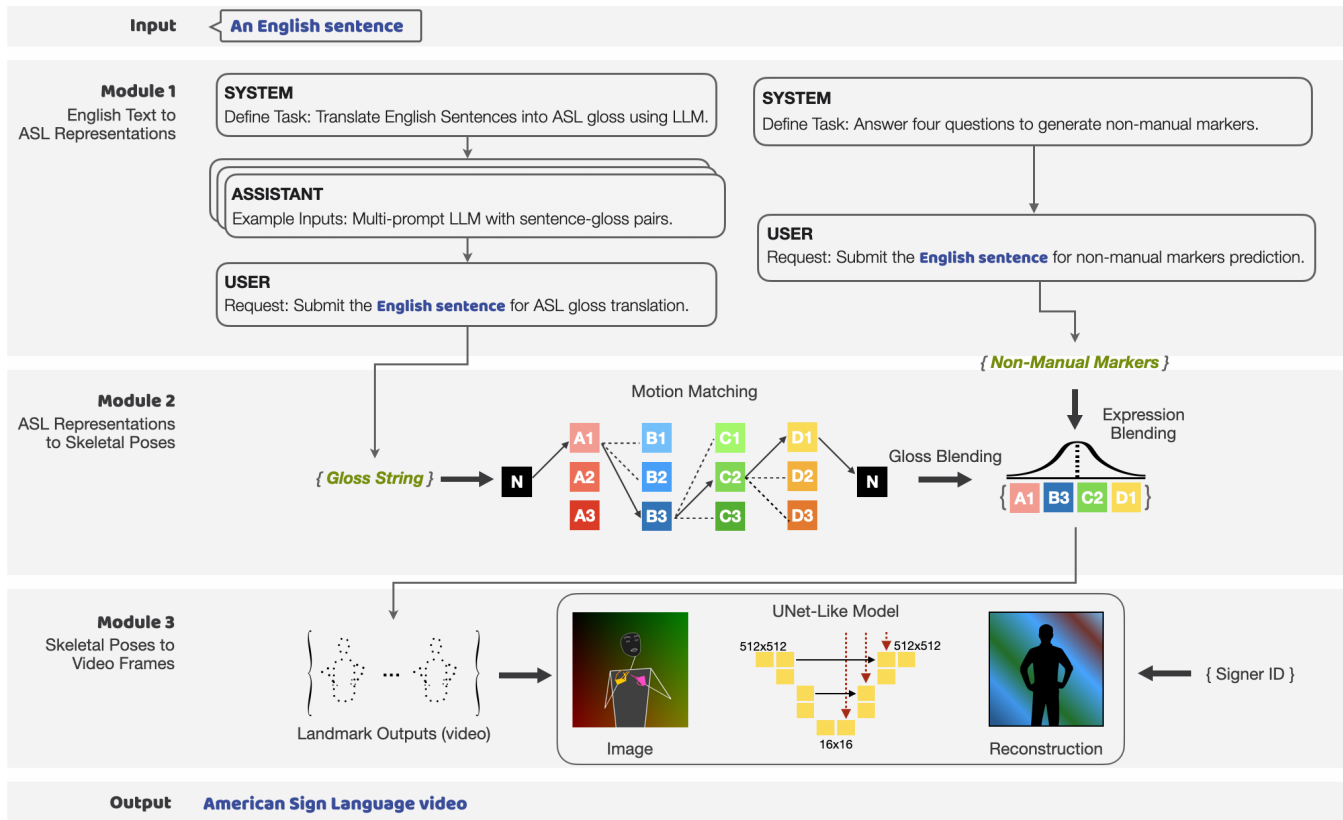 Input
An English sentence
Module 1
English Text to
ASL Representations
SYSTEM
Define Task: Translate English Sentences into ASL gloss using LLM.
ASSISTANT
Example Inputs: Multi-prompt LLM with sentence-gloss pairs.
USER
Request: Submit the English sentence for ASL gloss translation.
SYSTEM
Define Task: Answer four questions to generate non-manual markers.
USER
Request: Submit the English sentence for non-manual markers prediction.
{ Non-Manual Markers }
Module 2
ASL Representations
to Skeletal Poses
{ Gloss String }
Motion Matching
N
A1 B1 C1 D1
A2 B2 C2 D2
A3 B3 C3 D3
N
Gloss Blending
Expression
Blending
{ A1 B3 C2 D1 }
Module 3
Skeletal Poses to
Video Frames
{ ... }
Landmark Outputs (video)
UNet-Like Model
512x512
512x512
16x16
Image
Reconstruction
{ Signer ID }
Output
American Sign Language video